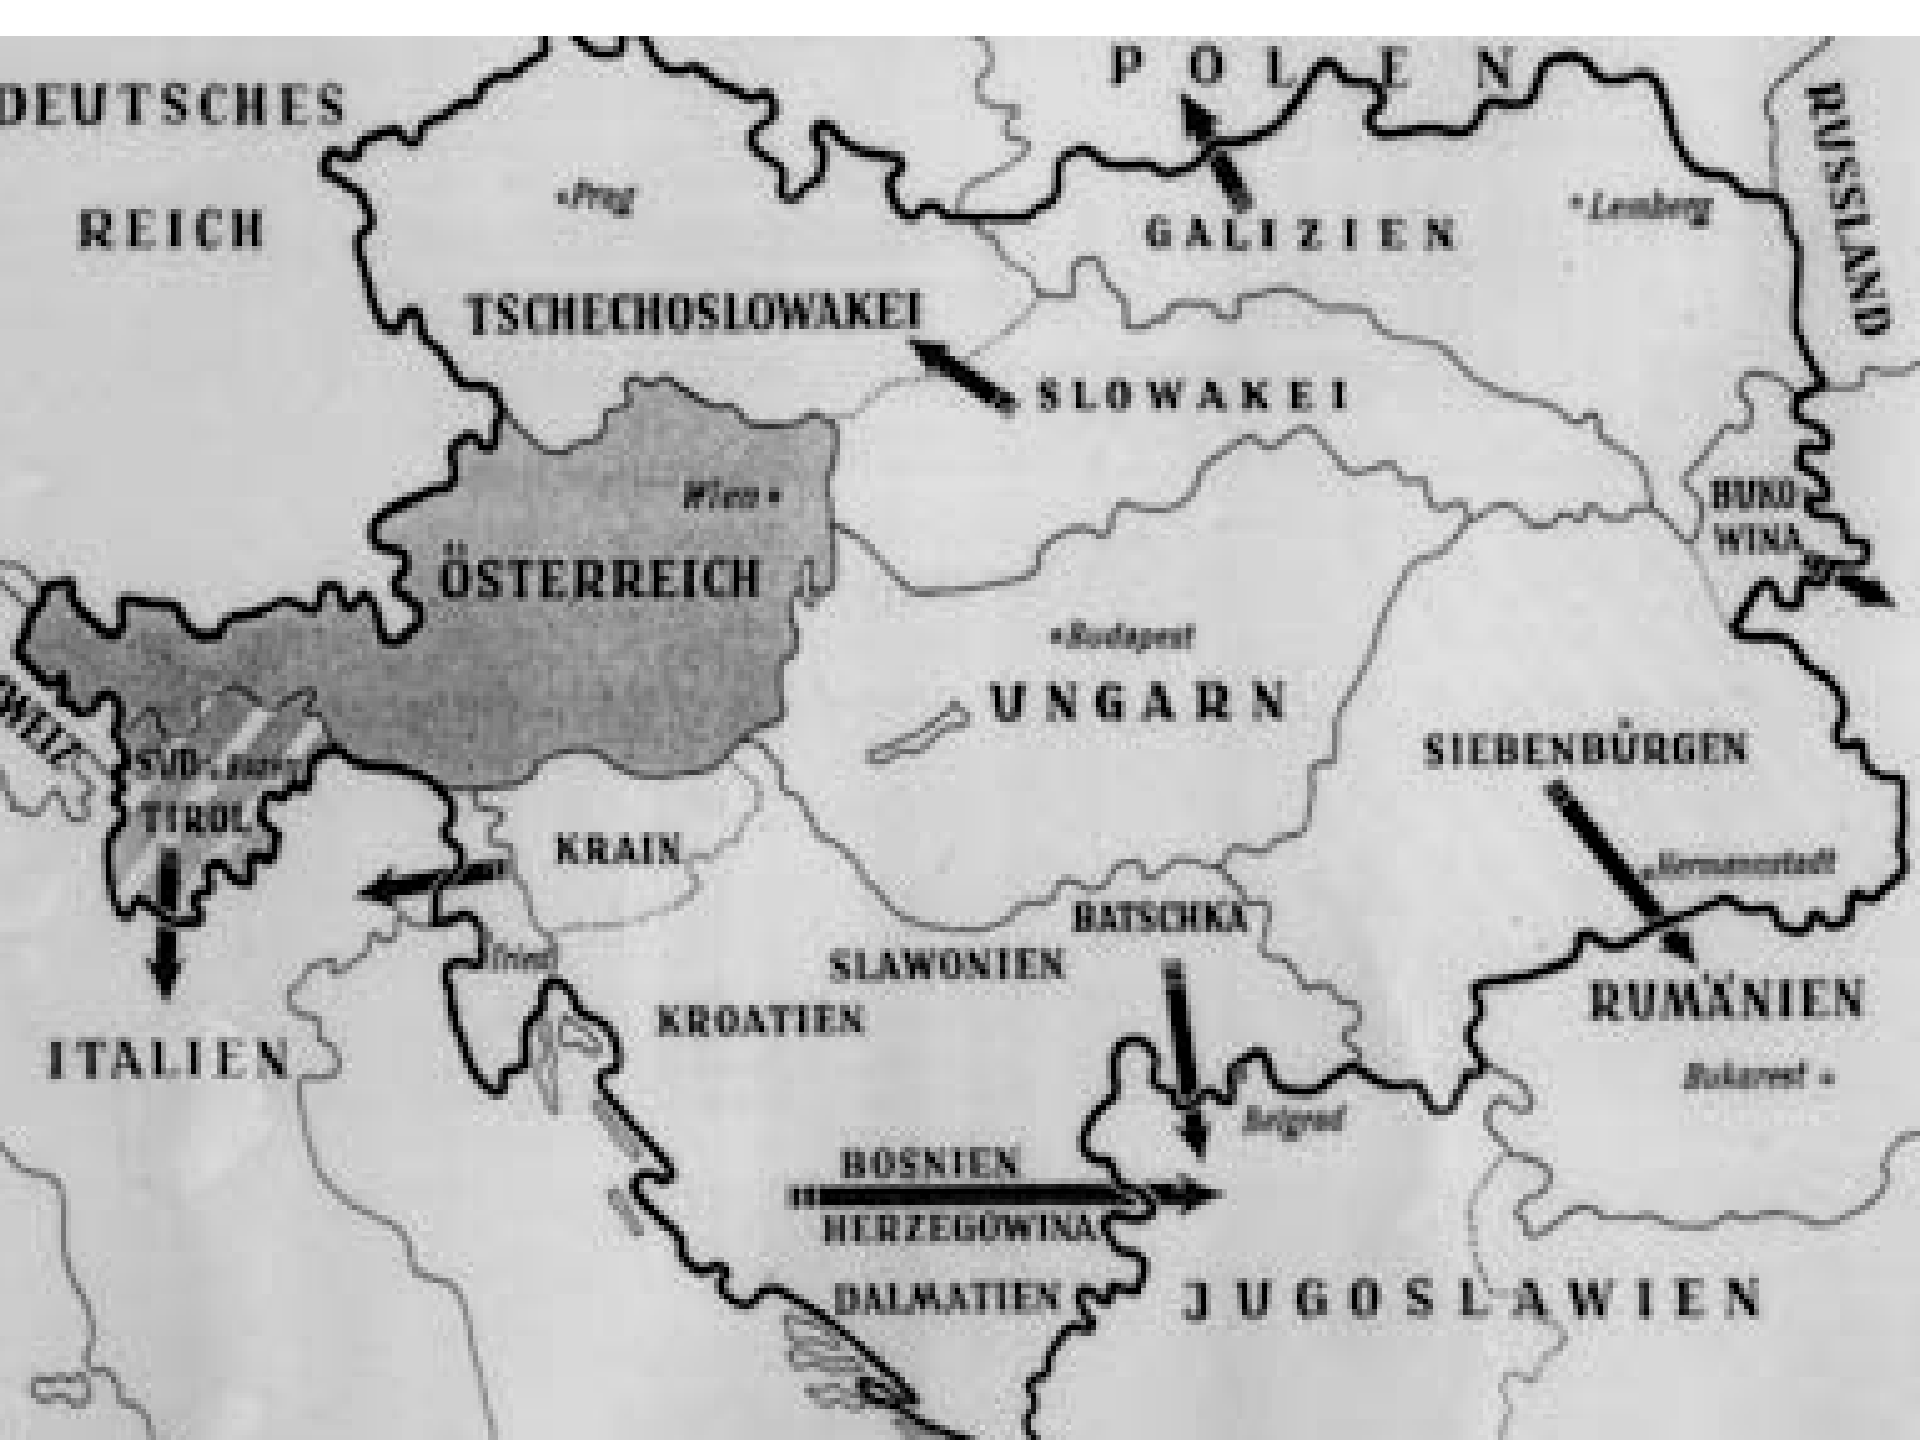 POLEN
DEUTSCHES
REICH
RUSSLAND
Prag
Lemberg
GALIZIEN
TSCHECHOSLOWAKEI
SLOWAKEI
Wien
BUKO-
WINA
ÖSTERREICH
Budapest
UNGARN
SIEBENBÜRGEN
SÜD-
TIROL
KRAIN
Hermannstadt
BATSCHKA
SLAWONIEN
Triest
RUMÄNIEN
KROATIEN
ITALIEN
Bukarest
Belgrad
BOSNIEN
HERZEGOWINA
DALMATIEN
JUGOSLAWIEN